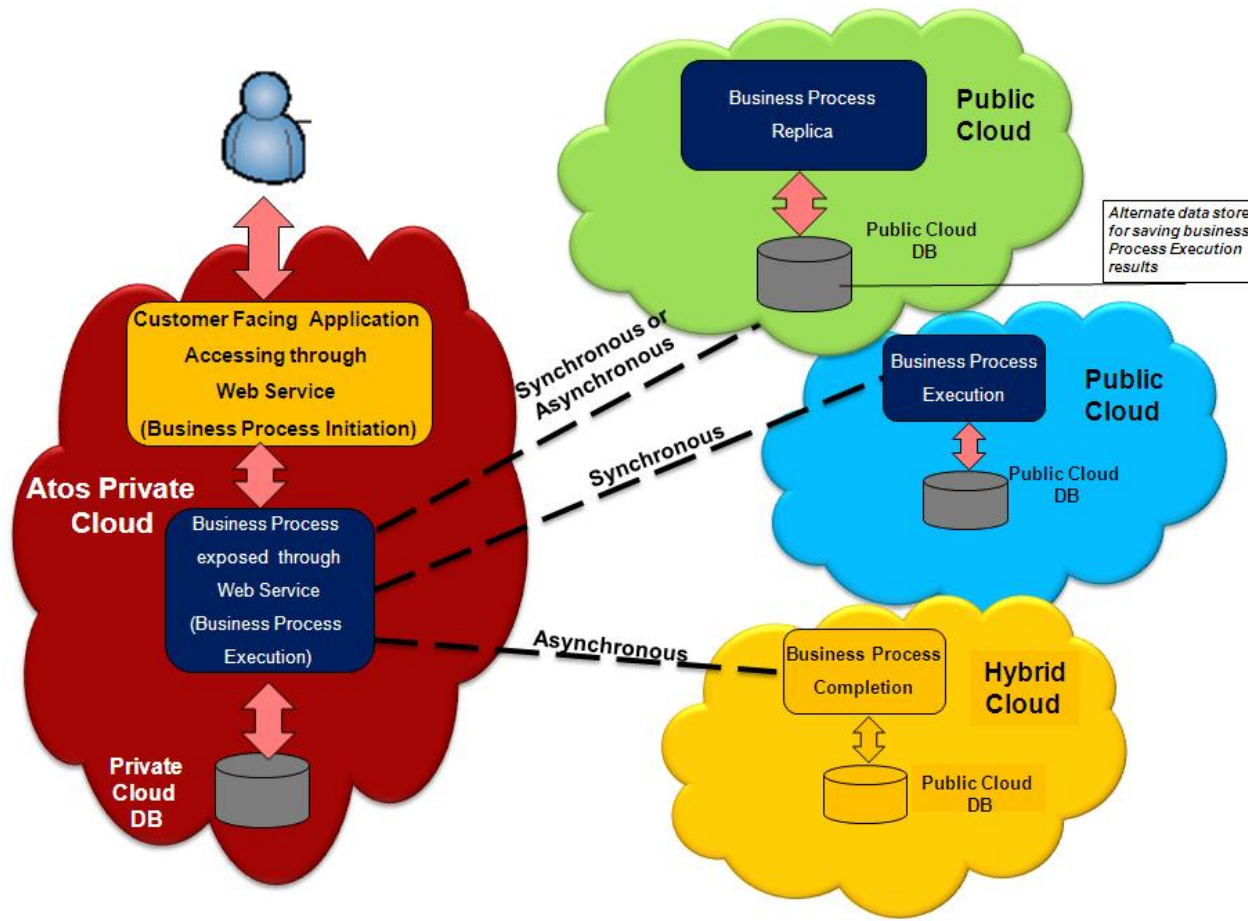 Business Process
Replica
Public
Cloud
Public Cloud
DB
Alternate data store
for saving business
Process Execution
results
Customer Facing Application
Accessing through
Web Service
(Business Process Initiation)
Synchronous or
Asynchronous
Business Process
Execution
Public
Cloud
Synchronous
Public Cloud
DB
Atos Private
Cloud
Business Process
exposed through
Web Service
(Business Process
Execution)
Asynchronous
Business Process
Completion
Hybrid
Cloud
Public Cloud
DB
Private
Cloud
DB